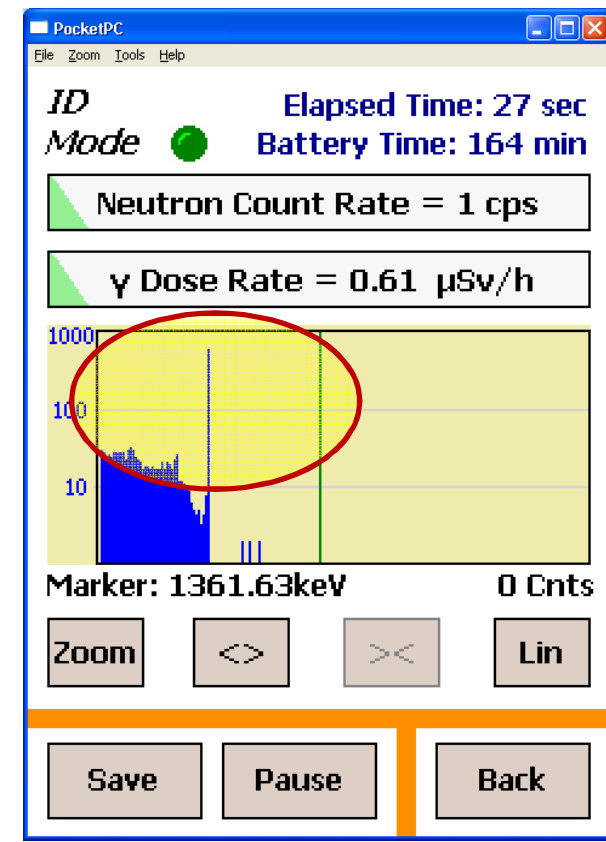 PocketPC
File Zoom Tools Help
ID Elapsed Time: 27 sec
Mode Battery Time: 164 min
Neutron Count Rate = 1 cps
γ Dose Rate = 0.61 μSv/h
1000
100
10
Marker: 1361.63keV 0 Cnts
Zoom <> >< Lin
Save Pause Back